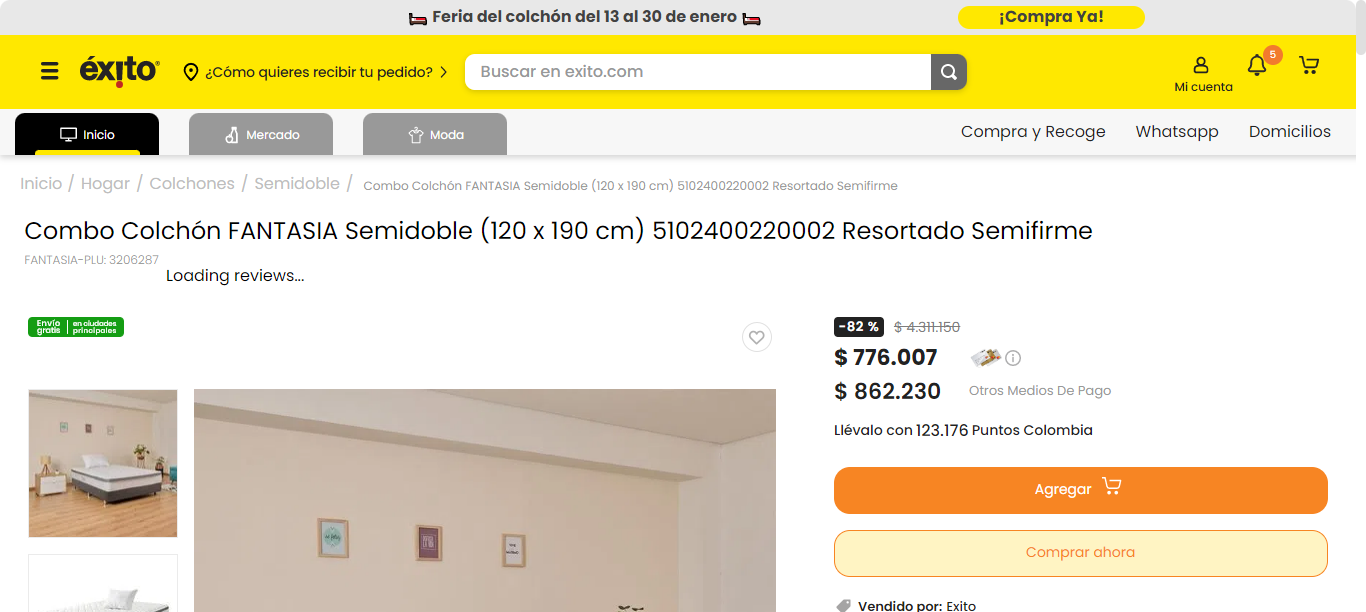 Feria del colchón del 13 al 30 de enero
¡Compra Ya!
éxito
¿Cómo quieres recibir tu pedido?
Buscar en exito.com
Mi cuenta
5
Inicio
Mercado
Moda
Compra y Recoge
Whatsapp
Domicilios
Inicio / Hogar / Colchones / Semidoble / Combo Colchón FANTASIA Semidoble (120 x 190 cm) 5102400220002 Resortado Semifirme
Combo Colchón FANTASIA Semidoble (120 x 190 cm) 5102400220002 Resortado Semifirme
FANTASIA-PLU: 3206287
Loading reviews...
Envío gratis
en ciudades principales
-82 % $ 4.311.150
$ 776.007
$ 862.230 Otros Medios De Pago
Llévalo con 123.176 Puntos Colombia
Agregar
Comprar ahora
Vendido por: Exito